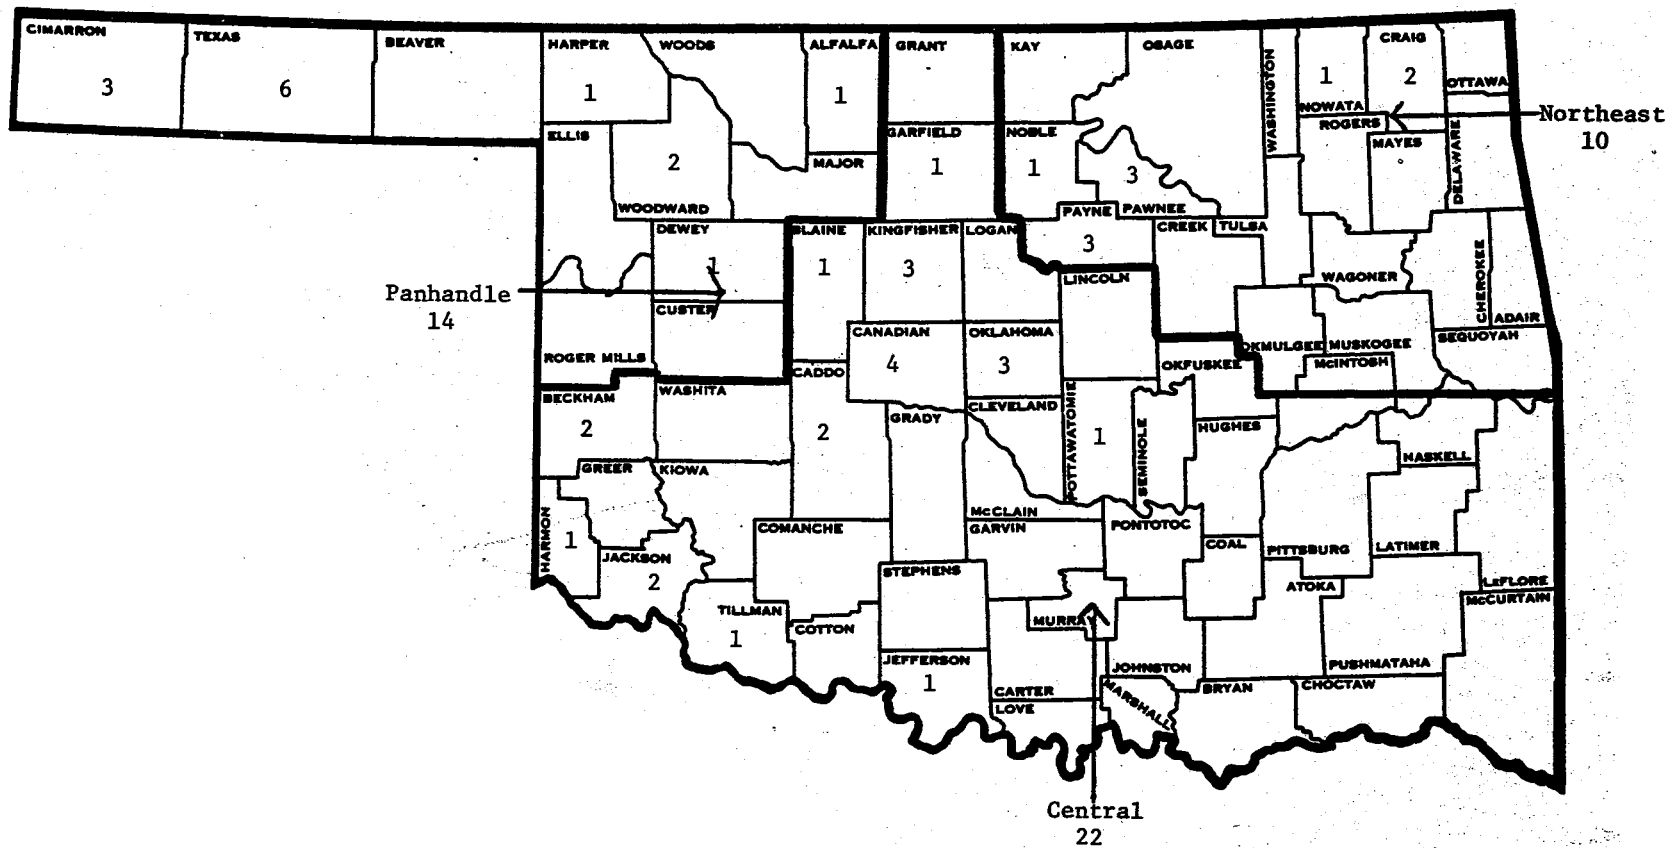 CIMARRON
3
TEXAS
6
BEAVER
HARPER
1
WOODS
ALFALFA
1
GRANT
KAY
OSAGE
WASHINGTON
1
NOWATA
CRAIG
2
OTTAWA
Northeast
10
ELLIS
2
WOODWARD
MAJOR
GARFIELD
1
NOBLE
1
3
PAWNEE
ROGERS
MAYES
DELAWARE
DEWEY
1
BLAINE
1
KINGFISHER
3
LOGAN
PAYNE
3
CREEK
TULSA
WAGONER
CHEROKEE
ADAIR
Panhandle
14
CUSTER
ROGER MILLS
LINCOLN
CANADIAN
4
OKLAHOMA
3
OKFUSKEE
OKMULGEE
MUSKOGEE
McINTOSH
SEQUOYAH
BECKHAM
2
WASHITA
CADDO
2
GRADY
CLEVELAND
POTTAWATOMIE
1
SEMINOLE
HUGHES
HASKELL
GREER
KIOWA
HARMON
1
JACKSON
2
COMANCHE
McCLAIN
GARVIN
PONTOTOC
COAL
PITTSBURG
LATIMER
LeFLORE
McCURTAIN
TILLMAN
1
COTTON
STEPHENS
MURRAY
ATOKA
JEFFERSON
1
CARTER
LOVE
JOHNSTON
MARSHALL
BRYAN
PUSHMATAHA
CHOCTAW
Central
22